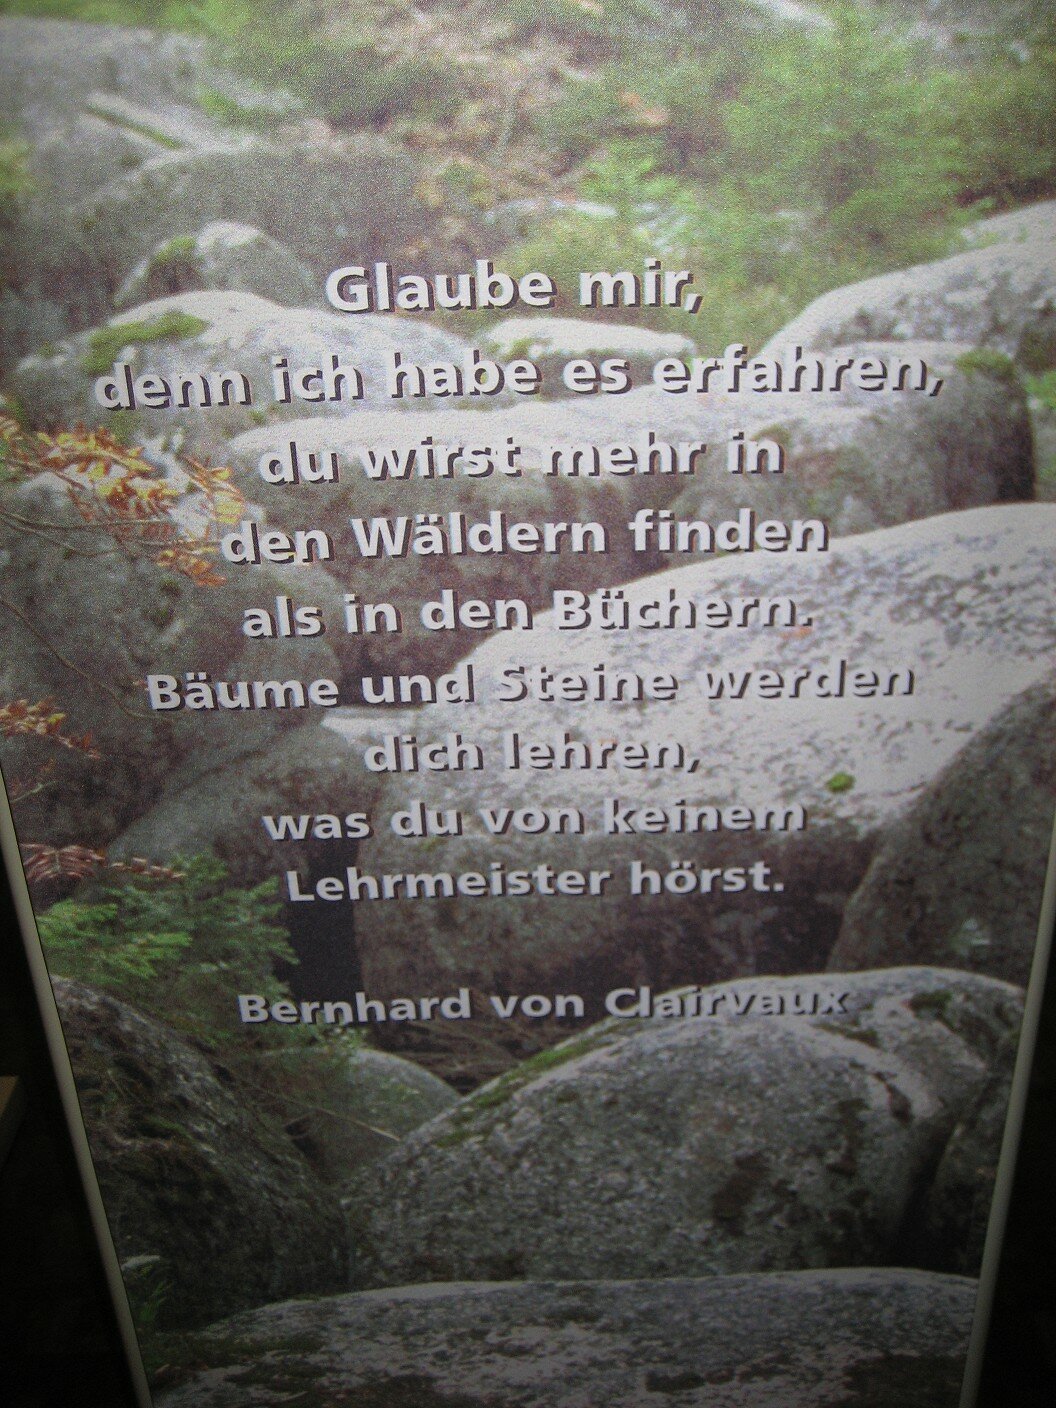 Glaube mir,
denn ich habe es erfahren,
du wirst mehr in
den Wäldern finden
als in den Büchern.
Bäume und Steine werden
dich lehren,
was du von keinem
Lehrmeister hörst.
Bernhard von Clairvaux